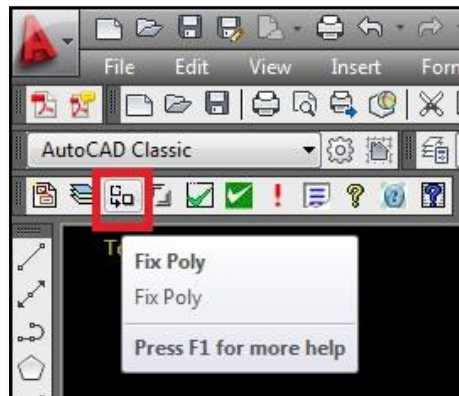 File Edit View Insert Form
AutoCAD Classic
Fix Poly
Fix Poly
Press F1 for more help